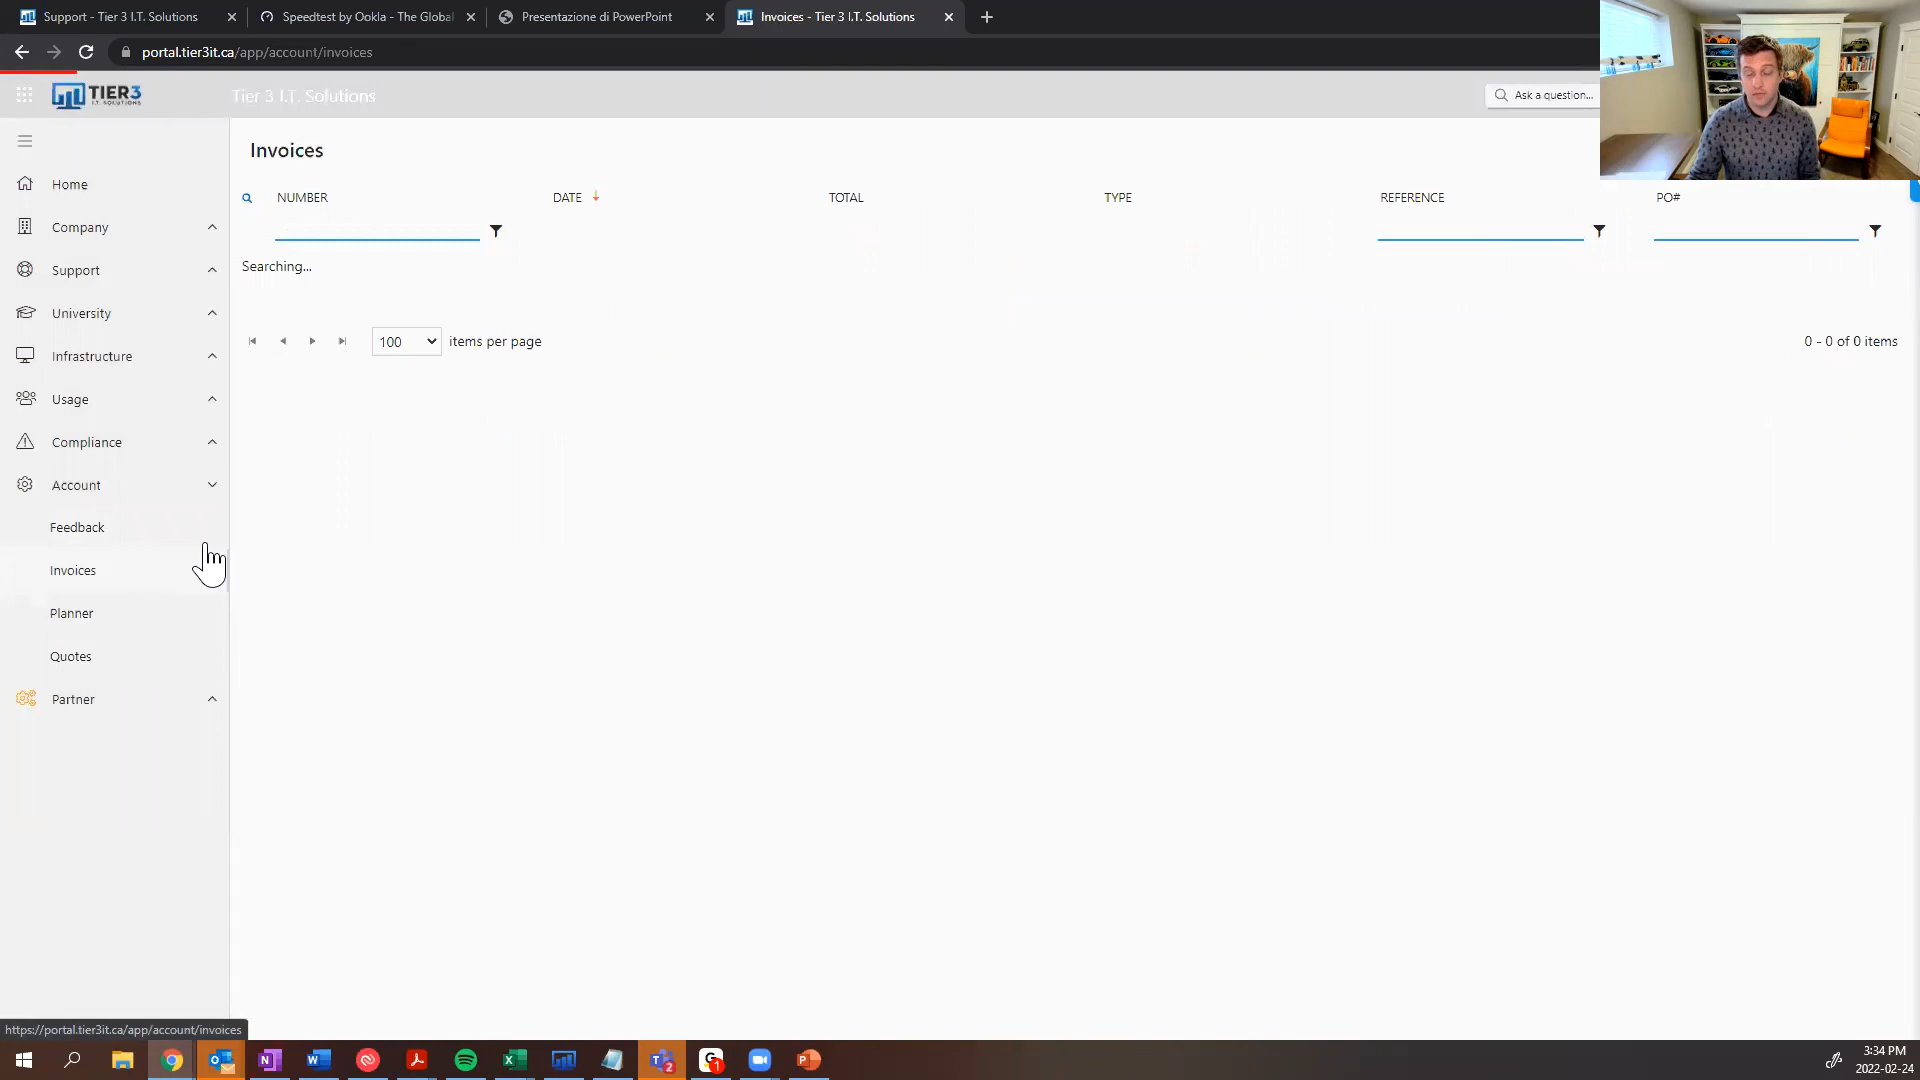 Support - Tier 3 I.T. Solutions
Speedtest by Ookla - The Global
Presentazione di PowerPoint
Invoices - Tier 3 I.T. Solutions
portal.tier3it.ca/app/account/invoices
TIER3
I.T. SOLUTIONS
Tier 3 I.T. Solutions
Ask a question...
Invoices
NUMBER
DATE
TOTAL
TYPE
REFERENCE
PO#
Searching...
100
items per page
0 - 0 of 0 items
Home
Company
Support
University
Infrastructure
Usage
Compliance
Account
Feedback
Invoices
Planner
Quotes
Partner
https://portal.tier3it.ca/app/account/invoices
3:34 PM
2022-02-24